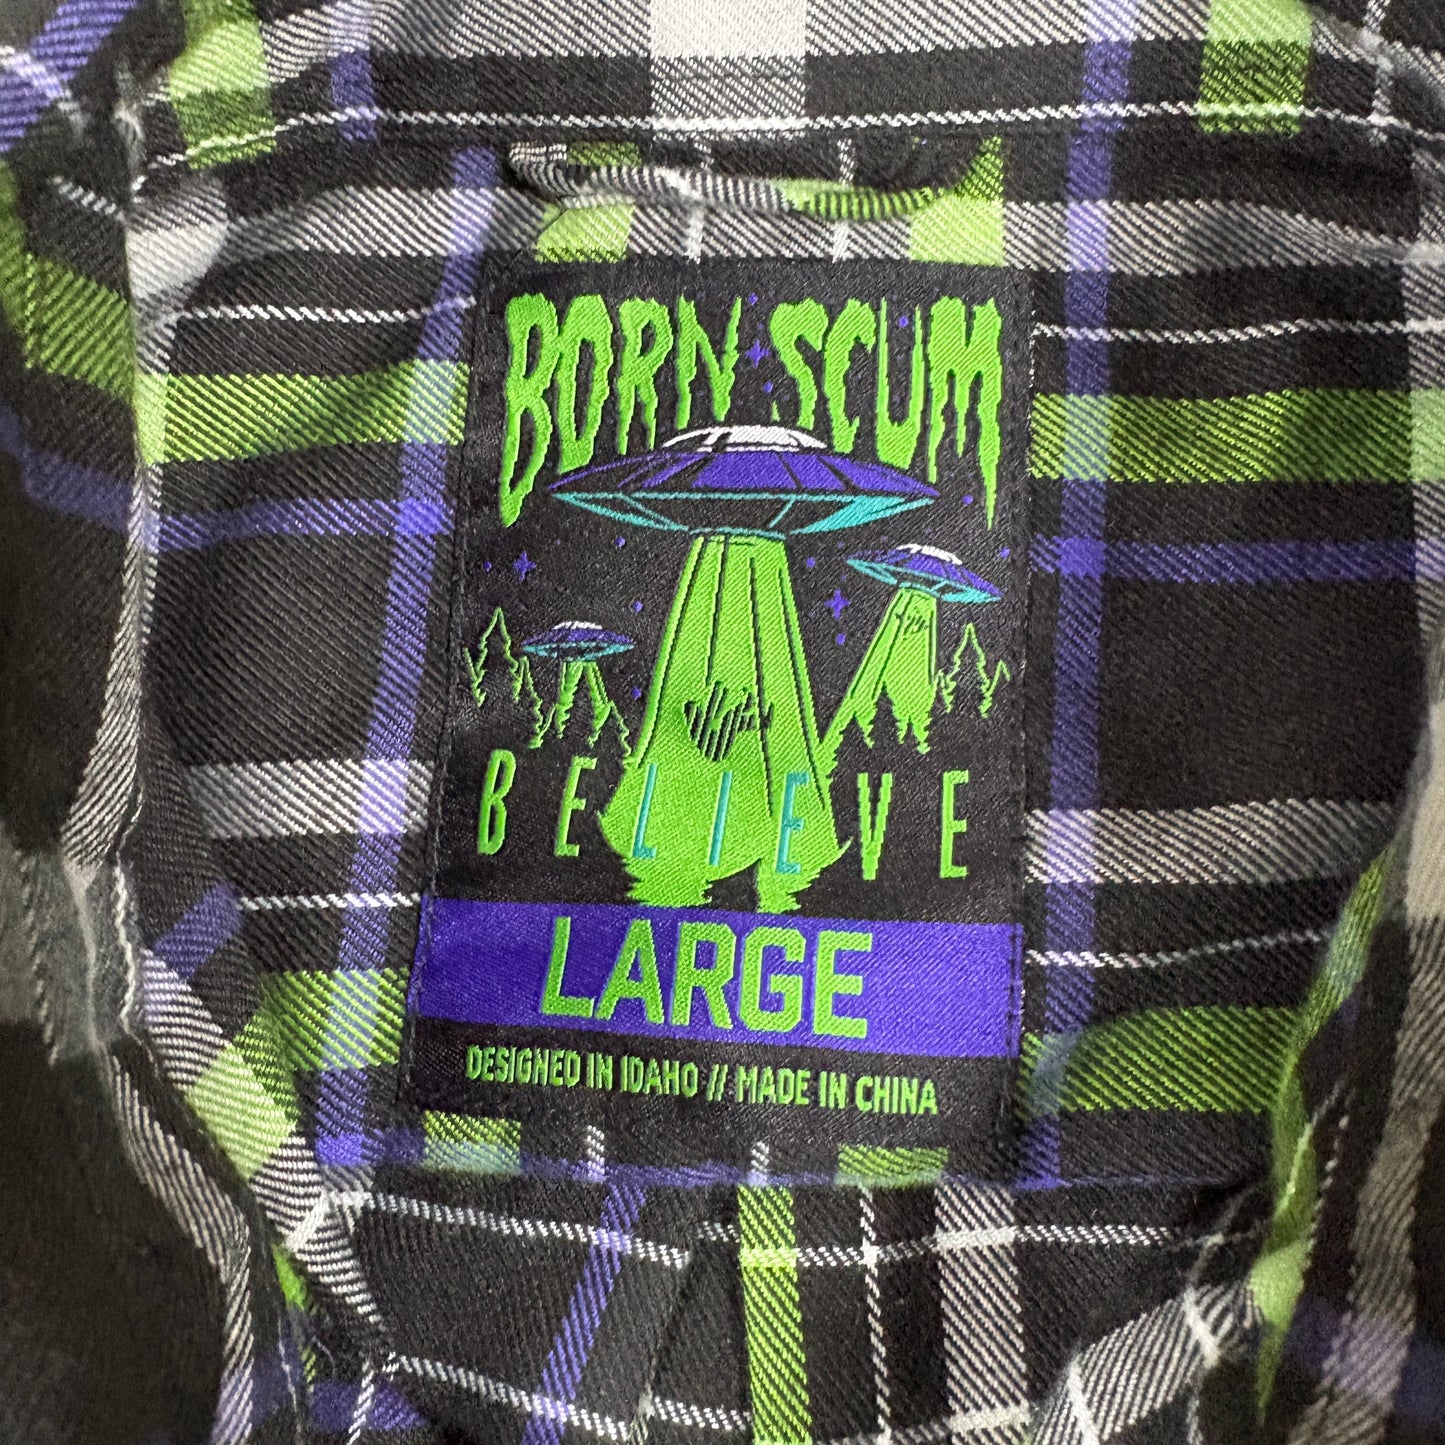 BORN SCUM
BELIEVE
LARGE
DESIGNED IN IDAHO // MADE IN CHINA